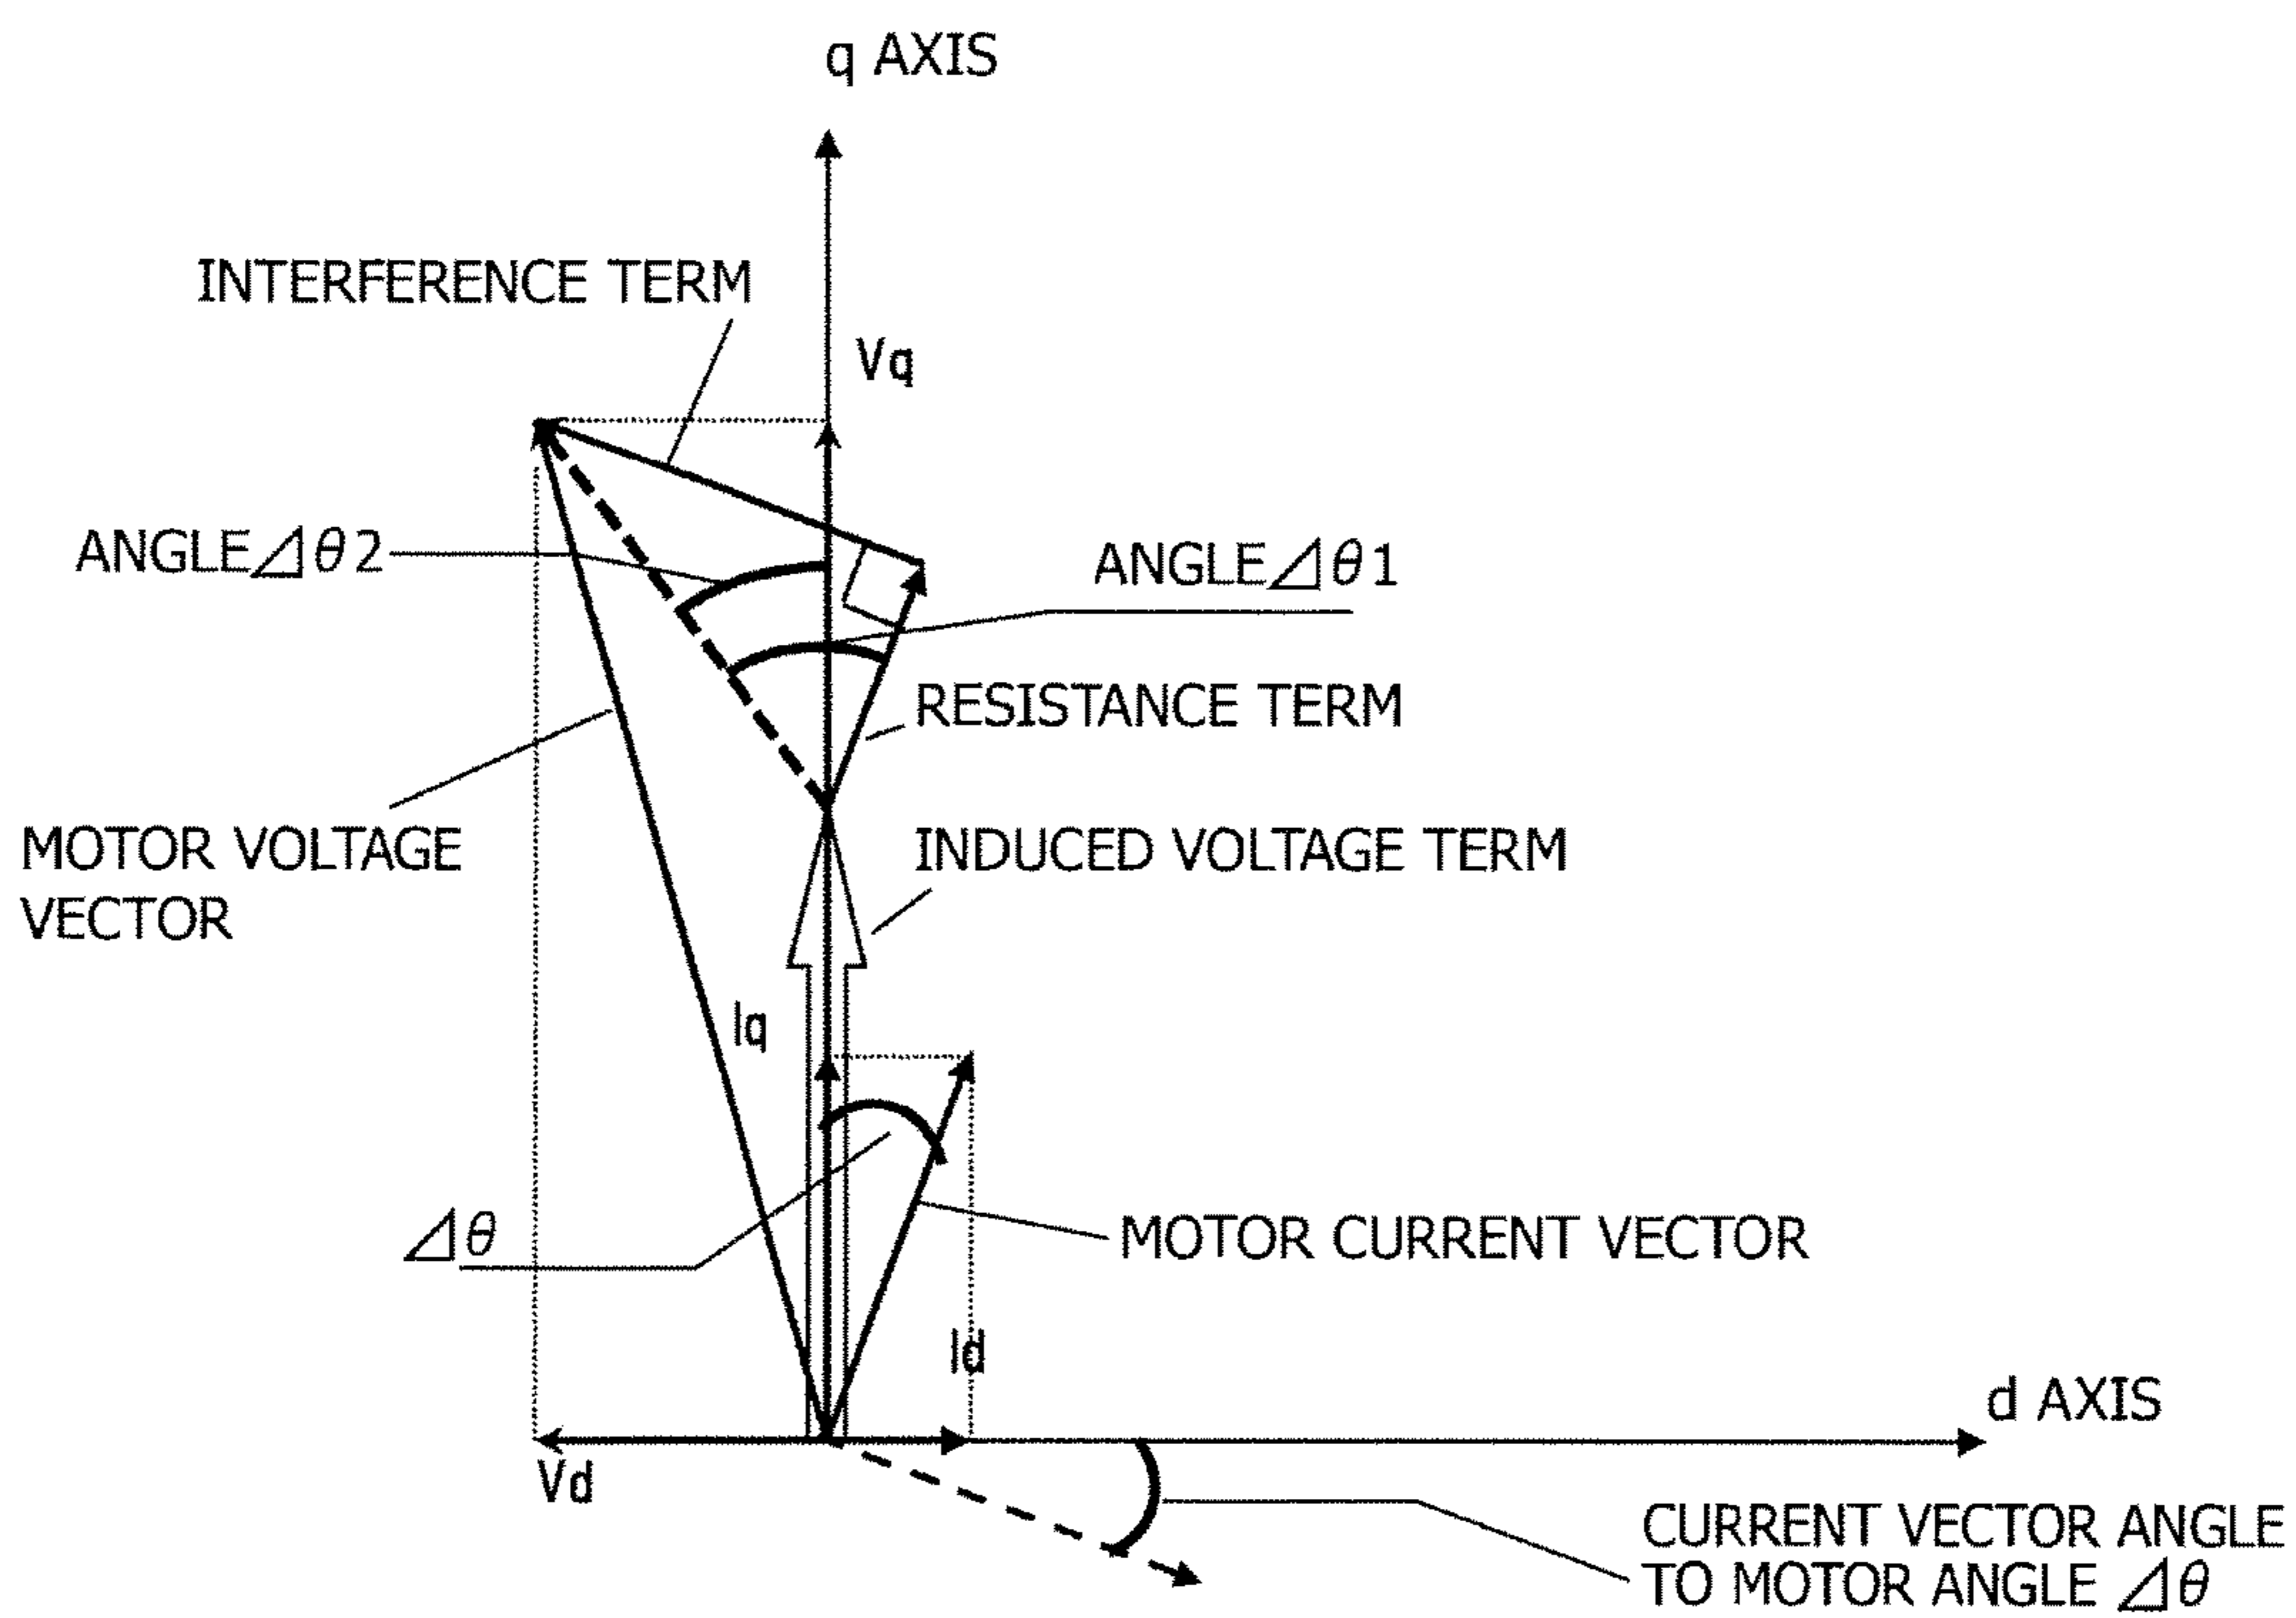 q AXIS
INTERFERENCE TERM
Vq
ANGLE⊿θ2
ANGLE⊿θ1
RESISTANCE TERM
MOTOR VOLTAGE
VECTOR
INDUCED VOLTAGE TERM
Iq
⊿θ
MOTOR CURRENT VECTOR
Id
d AXIS
Vd
CURRENT VECTOR ANGLE
TO MOTOR ANGLE ⊿θ